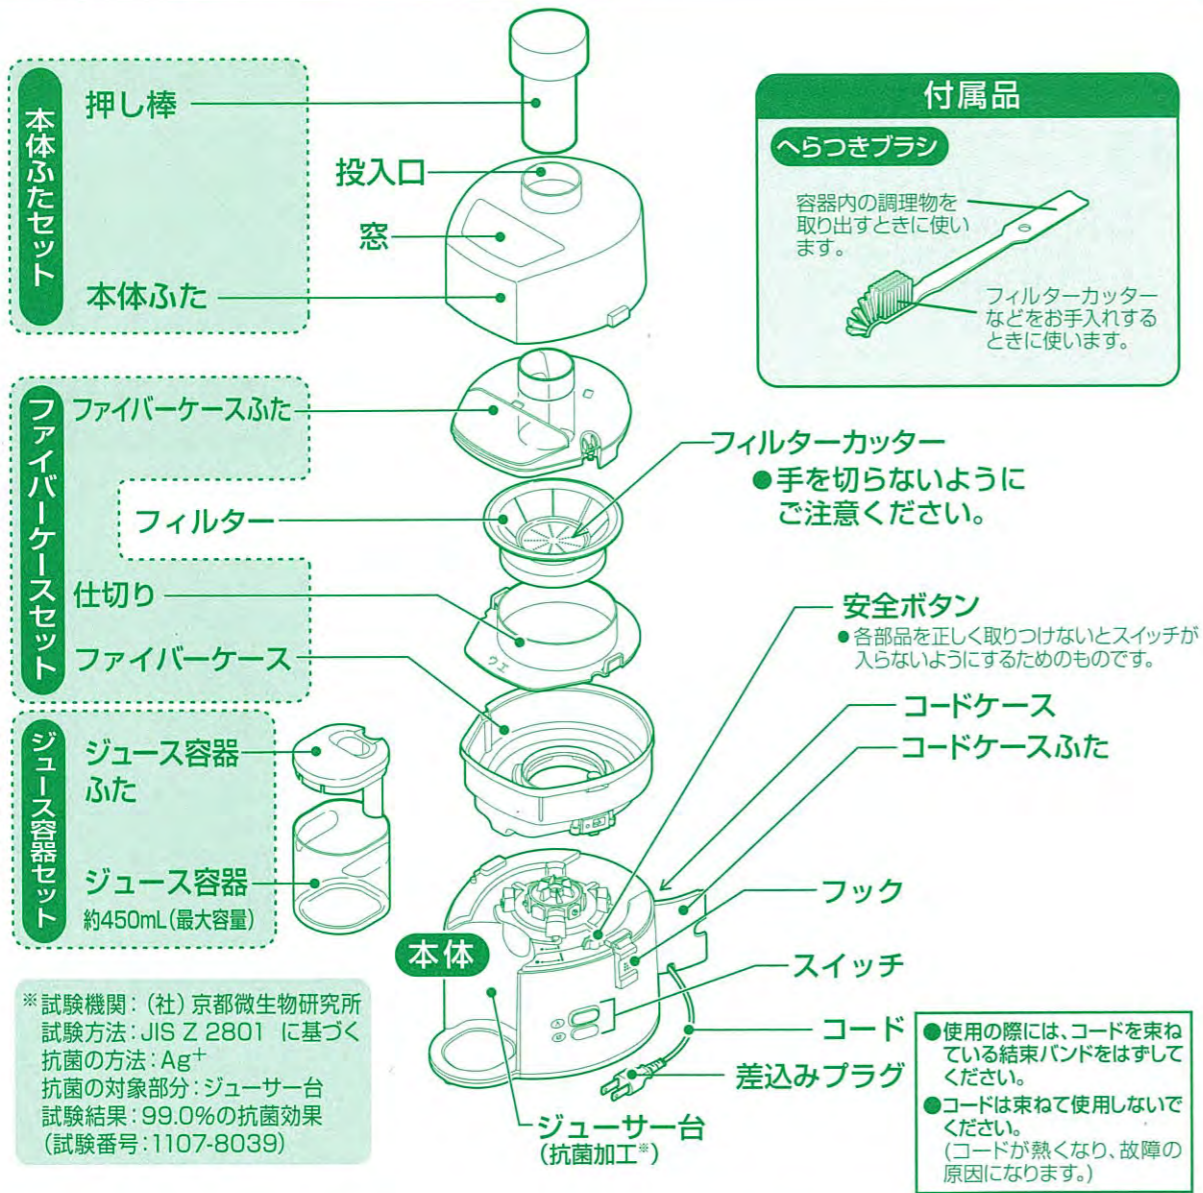 本体ふたセット
押し棒
投入口
窓
本体ふた
付属品
へらつきブラシ
容器内の調理物を
取り出すときに使い
ます。
フィルターカッター
などをお手入れする
ときに使います。
ファイバーケースセット
ファイバーケースふた
フィルター
仕切り
ファイバーケース
フィルターカッター
●手を切らないように
ご注意ください。
ウエ
安全ボタン
●各部品を正しく取りつけないとスイッチが
入らないようにするためのものです。
コードケース
コードケースふた
ジュース容器セット
ジュース容器
ふた
ジュース容器
約450mL(最大容量)
本体
フック
スイッチ
コード
差込みプラグ
ジューサー台
(抗菌加工※)
※試験機関:(社)京都微生物研究所
試験方法:JIS Z 2801 に基づく
抗菌の方法:Ag+
抗菌の対象部分:ジューサー台
試験結果:99.0%の抗菌効果
(試験番号:1107-8039)
●使用の際には、コードを束ね
ている結束バンドをはずして
ください。
●コードは束ねて使用しないで
ください。
(コードが熱くなり、故障の
原因になります。)